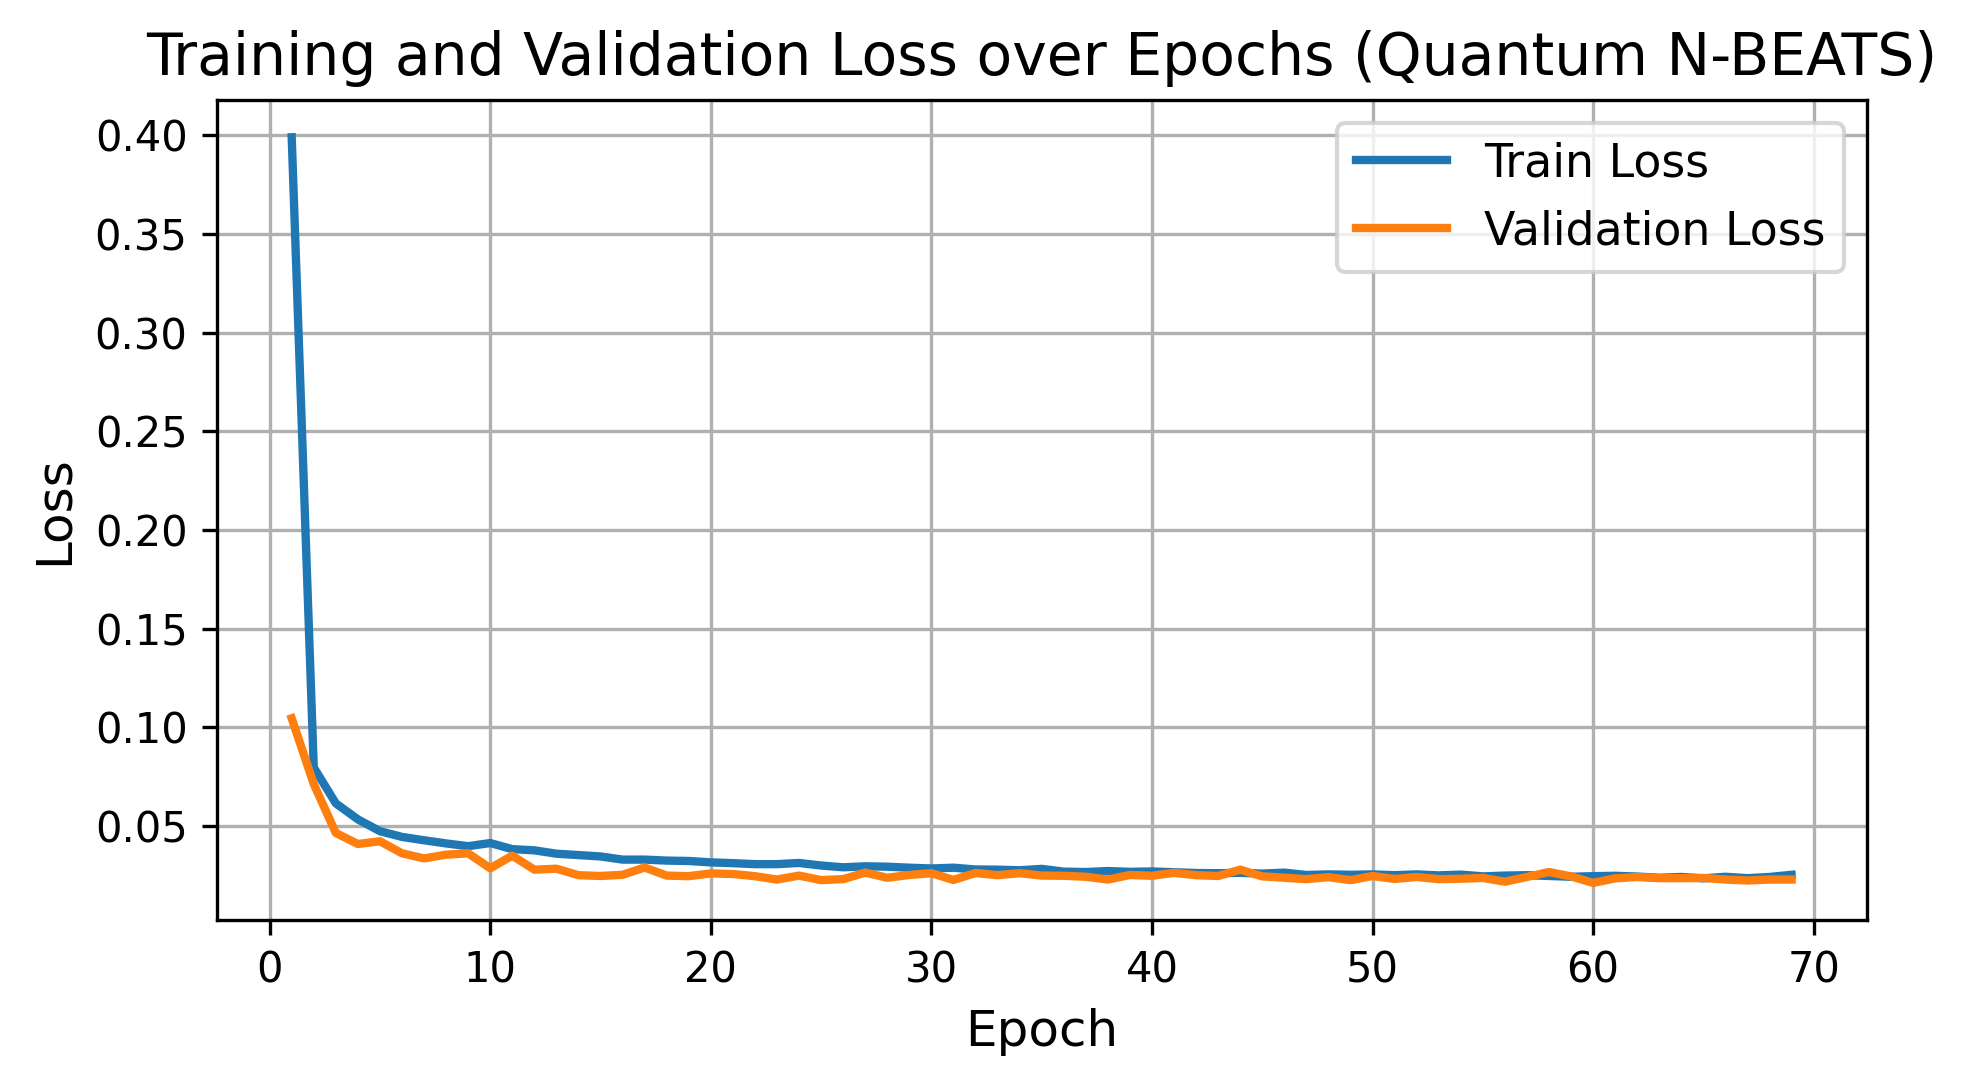 Training and Validation Loss over Epochs (Quantum N-BEATS)
0.40
0.35
0.30
0.25
0.20
0.15
0.10
0.05
Loss
Train Loss
Validation Loss
0 10 20 30 40 50 60 70
Epoch